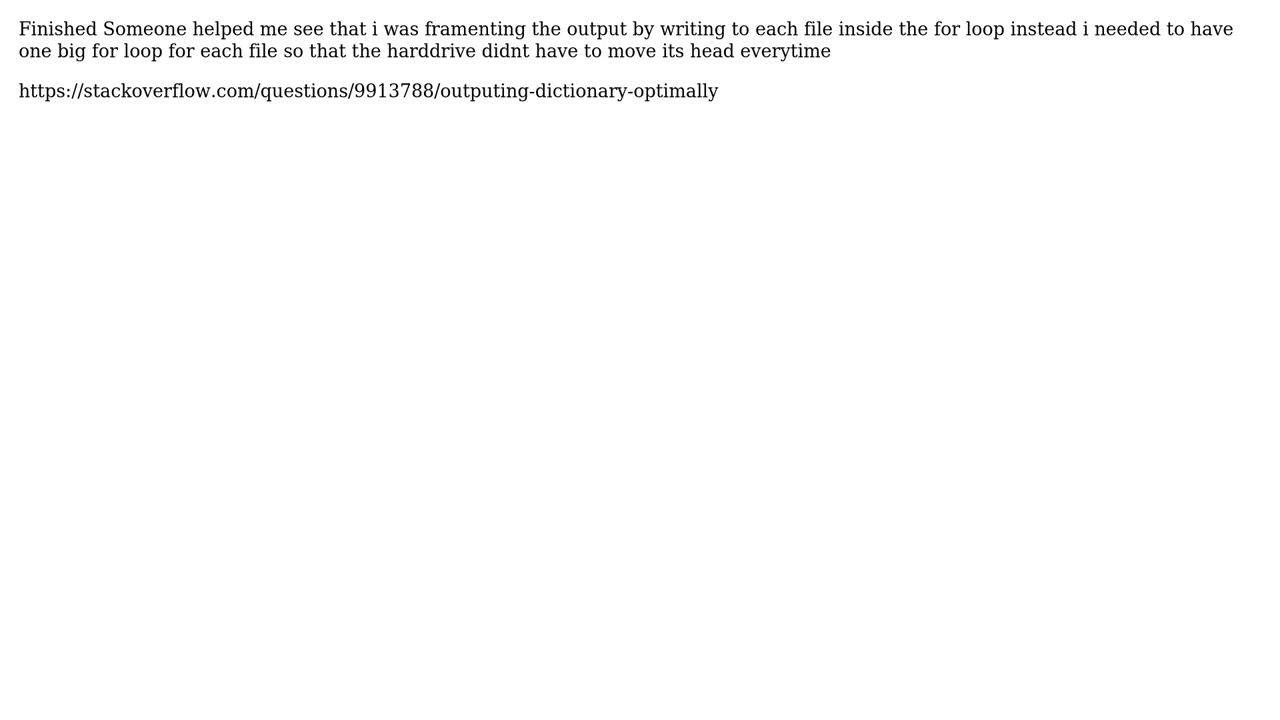 Finished Someone helped me see that i was framenting the output by writing to each file inside the for loop instead i needed to have
one big for loop for each file so that the harddrive didnt have to move its head everytime
https://stackoverflow.com/questions/9913788/outputing-dictionary-optimally